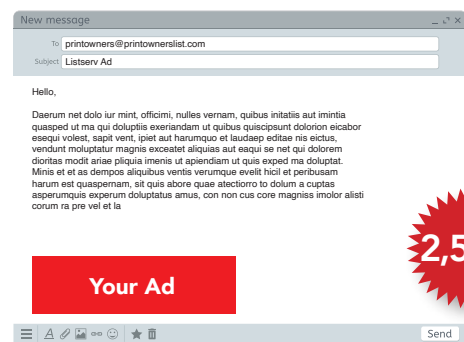 New message
To printowners@printownerslist.com
Subject Listserv Ad
Hello,
Daerum net dolo iur mint, officimi, nulles vernam, quibus initatiis aut imintia
quasped ut ma qui doluptiis exeriandam ut quibus quiscipsunt dolorion eicabor
esequi volest, sapit vent, ipiet aut harumquo et laudaep editae nis eictus,
vendunt moluptatur magnis exceatet aliquias aut eaqui se net qui dolorem
dioritas modit ariae pliquia imenis ut apiendiam ut quis exped ma doluptat.
Minis et et as dempos aliquibus ventis verumque evelit hicil et peribusam
harum est quaspernam, sit quis abore quae atectiorro to dolum a cuptas
asperumquis experum doluptatus amus, con non cus core magniss imolor alisti
corum ra pre vel et la
2,5
Your Ad
A
Send